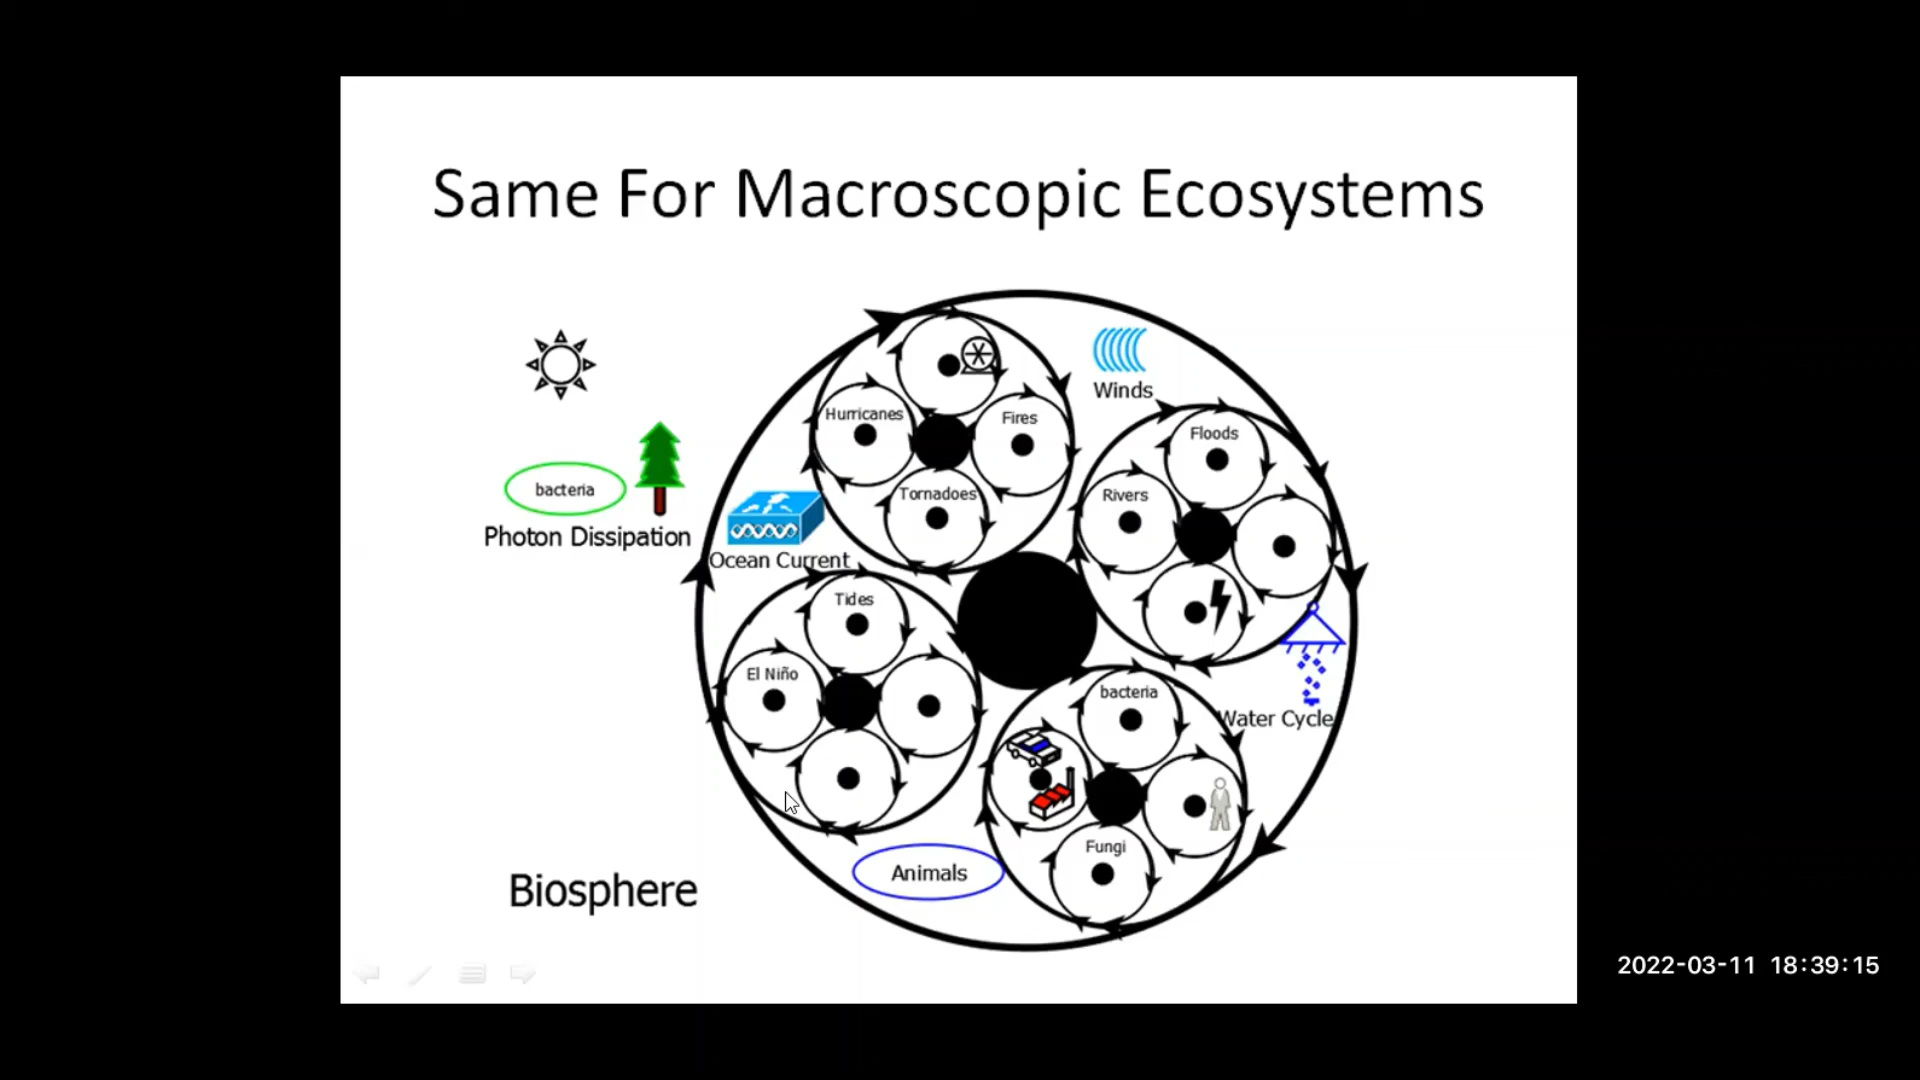 Same For Macroscopic Ecosystems
Winds
Hurricanes
Fires
Floods
Tornadoes
Rivers
bacteria
Photon Dissipation
Ocean Current
Tides
El Niño
bacteria
Water Cycle
Fungi
Animals
Biosphere
2022-03-11 18:39:15